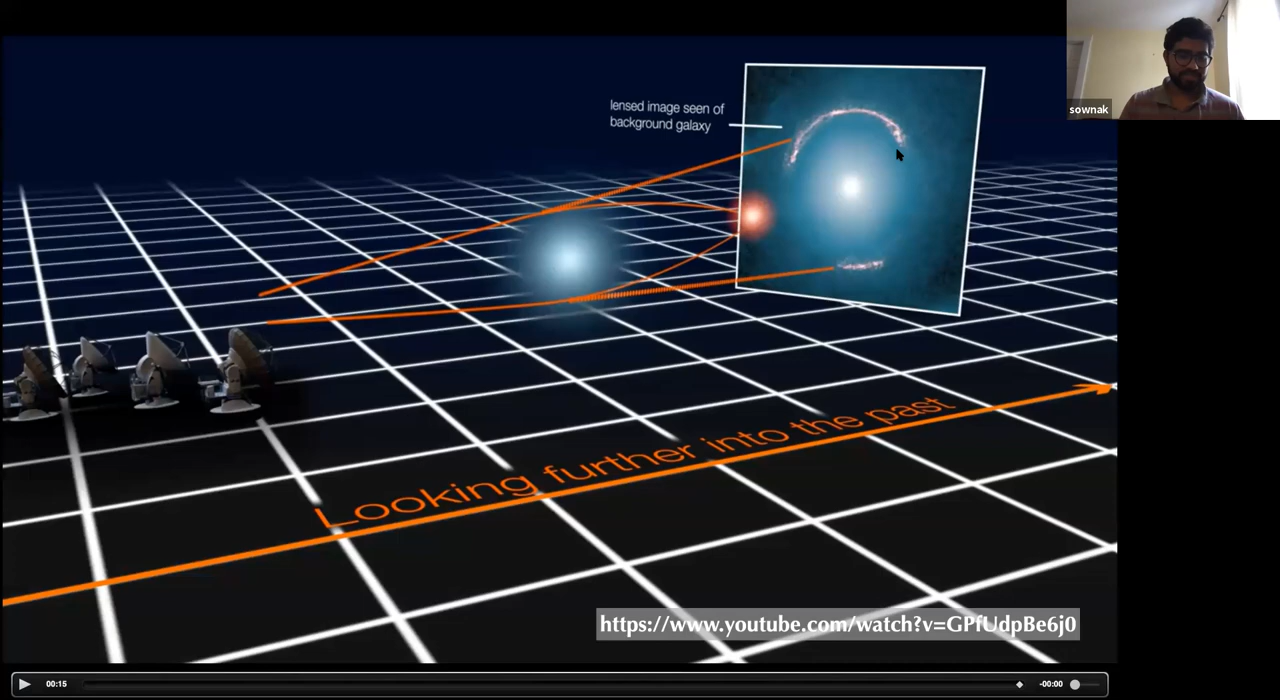 sownak
lensed image seen of
background galaxy
Looking further into the past
https://www.youtube.com/watch?v=GPfUdpBe6j0
00:15
-00:00